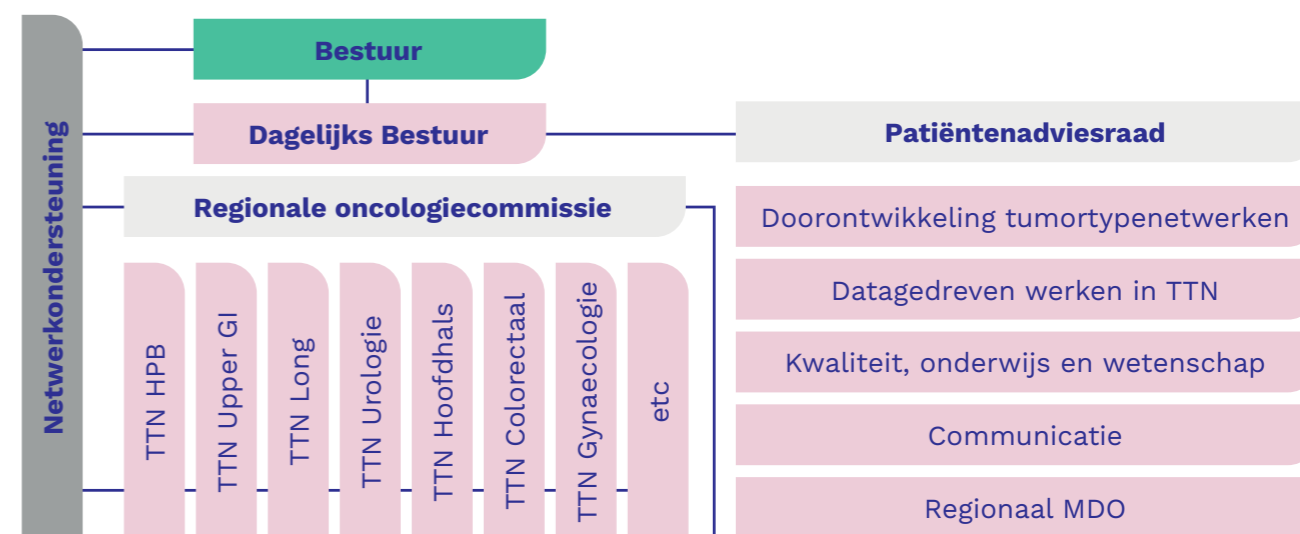 Netwerkondersteuning
Bestuur
Dagelijks Bestuur
Patiëntenadviesraad
Regionale oncologiecommissie
TTN HPB
TTN Upper GI
TTN Long
TTN Urologie
TTN Hoofdhals
TTN Colorectaal
TTN Gynaecologie
etc
Doorontwikkeling tumortypenetwerken
Datagedreven werken in TTN
Kwaliteit, onderwijs en wetenschap
Communicatie
Regionaal MDO